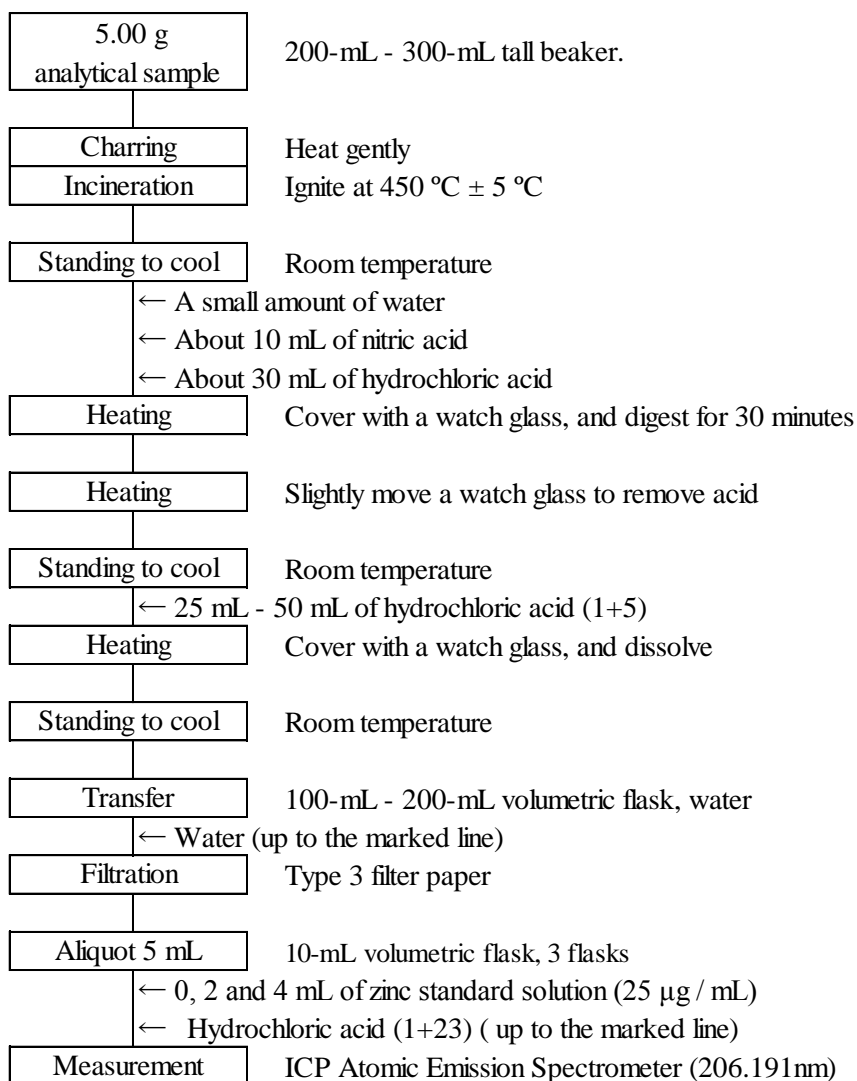 5.00 g
analytical sample
200-mL - 300-mL tall beaker.
Charring
Heat gently
Incineration
Ignite at 450 ºC ± 5 ºC
Standing to cool
Room temperature
← A small amount of water
← About 10 mL of nitric acid
← About 30 mL of hydrochloric acid
Heating
Cover with a watch glass, and digest for 30 minutes
Heating
Slightly move a watch glass to remove acid
Standing to cool
Room temperature
← 25 mL - 50 mL of hydrochloric acid (1+5)
Heating
Cover with a watch glass, and dissolve
Standing to cool
Room temperature
Transfer
100-mL - 200-mL volumetric flask, water
← Water (up to the marked line)
Filtration
Type 3 filter paper
Aliquot 5 mL
10-mL volumetric flask, 3 flasks
← 0, 2 and 4 mL of zinc standard solution (25 µg / mL)
← Hydrochloric acid (1+23) ( up to the marked line)
Measurement
ICP Atomic Emission Spectrometer (206.191nm)